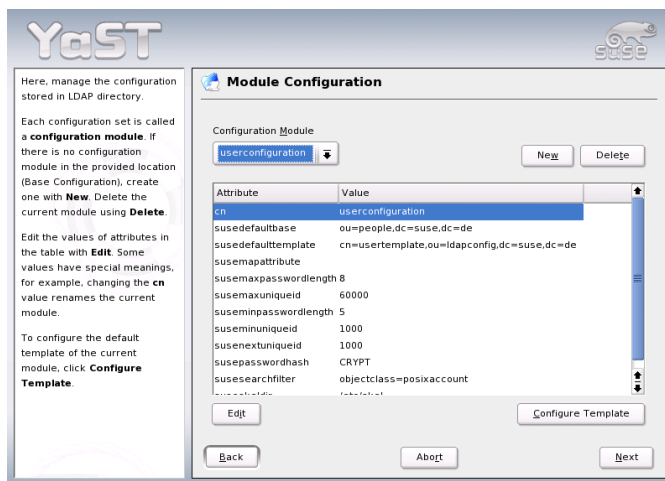 YaST
SUSE
Here, manage the configuration
stored in LDAP directory.
Each configuration set is called
a configuration module. If
there is no configuration
module in the provided location
(Base Configuration), create
one with New. Delete the
current module using Delete.
Edit the values of attributes in
the table with Edit. Some
values have special meanings,
for example, changing the cn
value renames the current
module.
To configure the default
template of the current
module, click Configure
Template.
Module Configuration
Configuration Module
userconfiguration
New Delete
Attribute Value
cn userconfiguration
susedefaultbase ou=people,dc=suse,dc=de
susedefaulttemplate cn=usertemplate,ou=ldapconfig,dc=suse,dc=de
susemapattribute
susemaxpasswordlength 8
susemaxuniqueid 60000
suseminpasswordlength 5
suseminuniqueid 1000
susenextuniqueid 1000
susepasswordhash CRYPT
susesearchfilter objectclass=posixaccount
Edit Configure Template
Back Abort Next